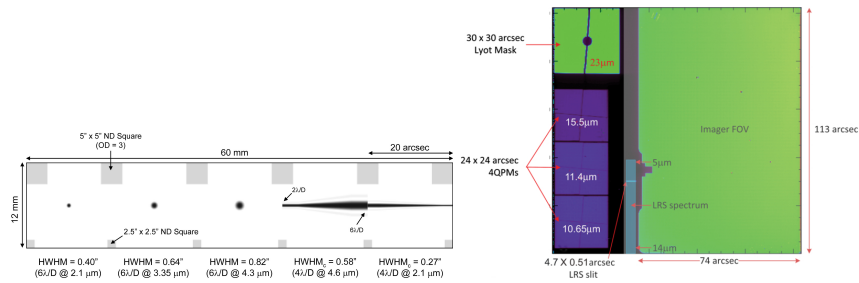 5" x 5" ND Square
(OD = 3)
60 mm
20 arcsec
12 mm
2λ/D
6λ/D
2.5" x 2.5" ND Square
HWHM = 0.40"
(6λ/D @ 2.1 μm)
HWHM = 0.64"
(6λ/D @ 3.35 μm)
HWHM = 0.82"
(6λ/D @ 4.3 μm)
HWHMc = 0.58"
(4λ/D @ 4.6 μm)
HWHMc = 0.27"
(4λ/D @ 2.1 μm)
30 x 30 arcsec
Lyot Mask
23μm
15.5μm
24 x 24 arcsec
4QPMs
11.4μm
10.65μm
4.7 X 0.51arcsec
LRS slit
Imager FOV
5μm
LRS spectrum
14μm
74 arcsec
113 arcsec